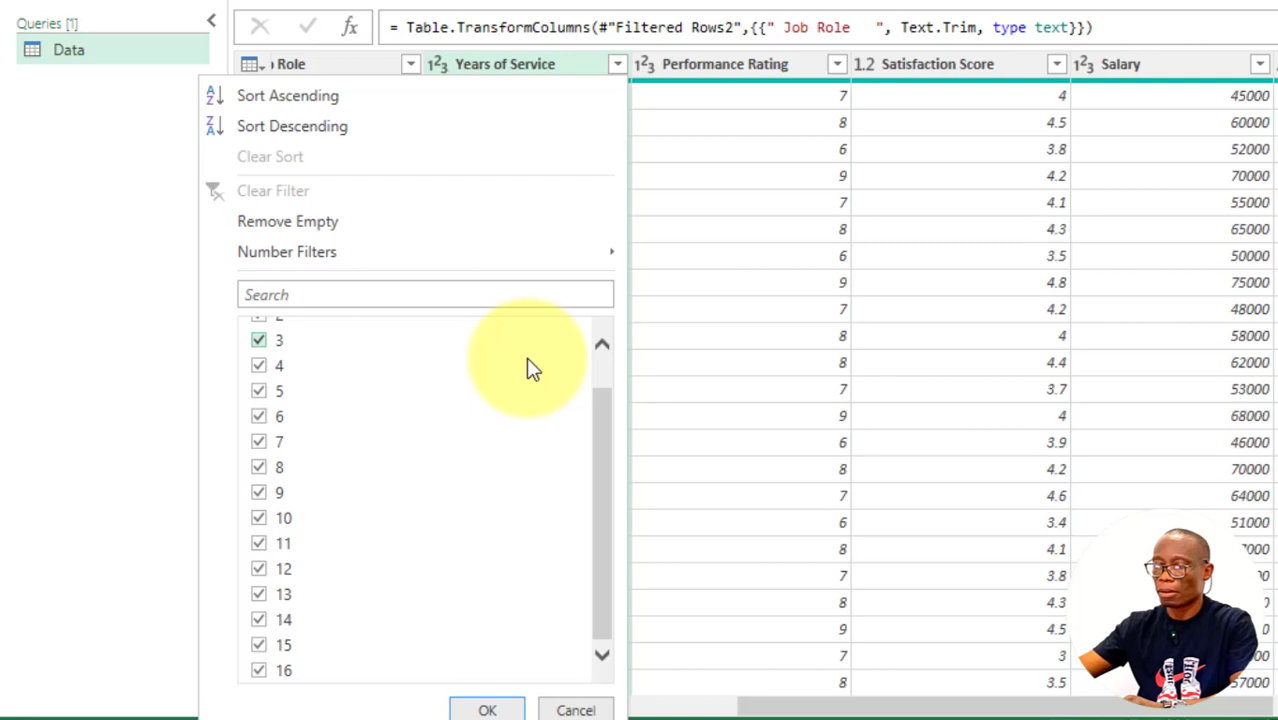 Queries [1]
Data
= Table.TransformColumns(#"Filtered Rows2",{{" Job Role   ", Text.Trim, type text}})
Role
1²3 Years of Service
1²3 Performance Rating
1.2 Satisfaction Score
1²3 Salary
Sort Ascending
Sort Descending
Clear Sort
Clear Filter
Remove Empty
Number Filters
Search
3
4
5
6
7
8
9
10
11
12
13
14
15
16
OK
Cancel
7 4 45000
8 4.5 60000
6 3.8 52000
9 4.2 70000
7 4.1 55000
8 4.3 65000
6 3.5 50000
9 4.8 75000
7 4.2 48000
8 4 58000
8 4.4 62000
7 3.7 53000
9 4 68000
6 3.9 46000
8 4.2 70000
7 4.6 64000
6 3.4 51000
8 4.1
7 3.8
8 4.3
9 4.5
7 3
8 3.5 57000